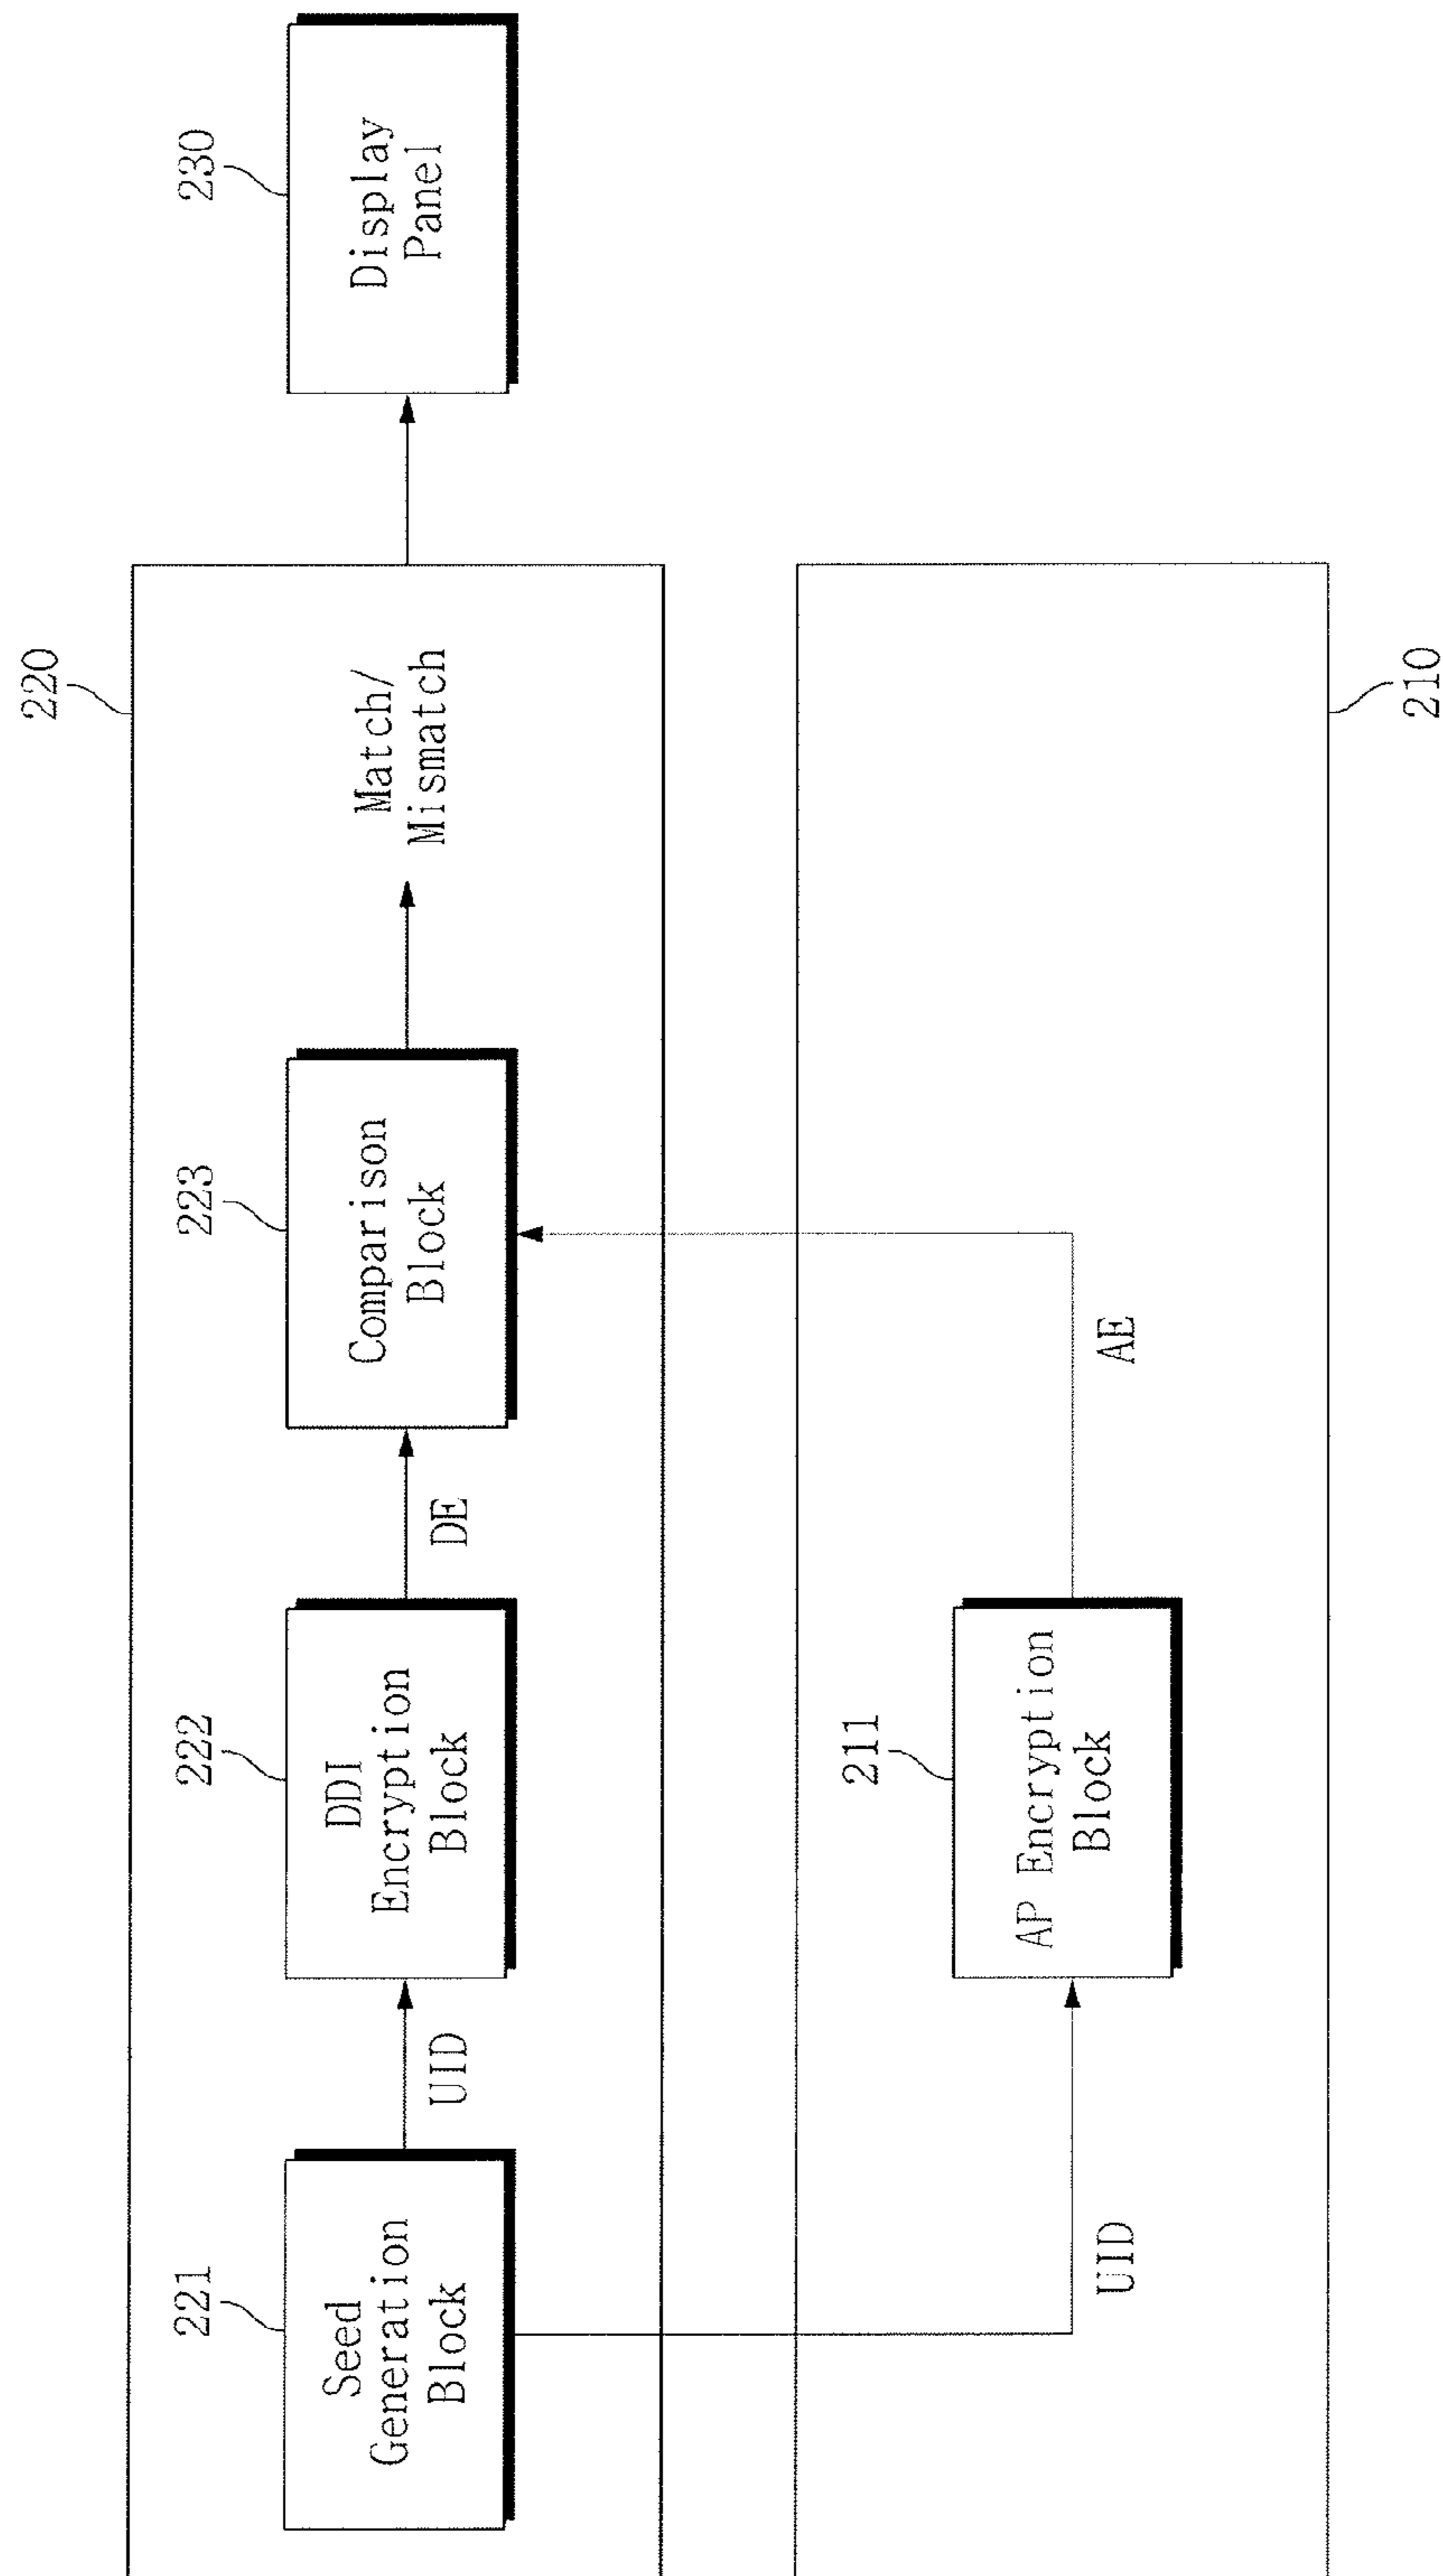 220
221
Seed
Generation
Block
UID
222
DDI
Encryption
Block
DE
223
Comparison
Block
Match/
Mismatch
230
Display
Panel
UID
211
AP Encryption
Block
AE
210